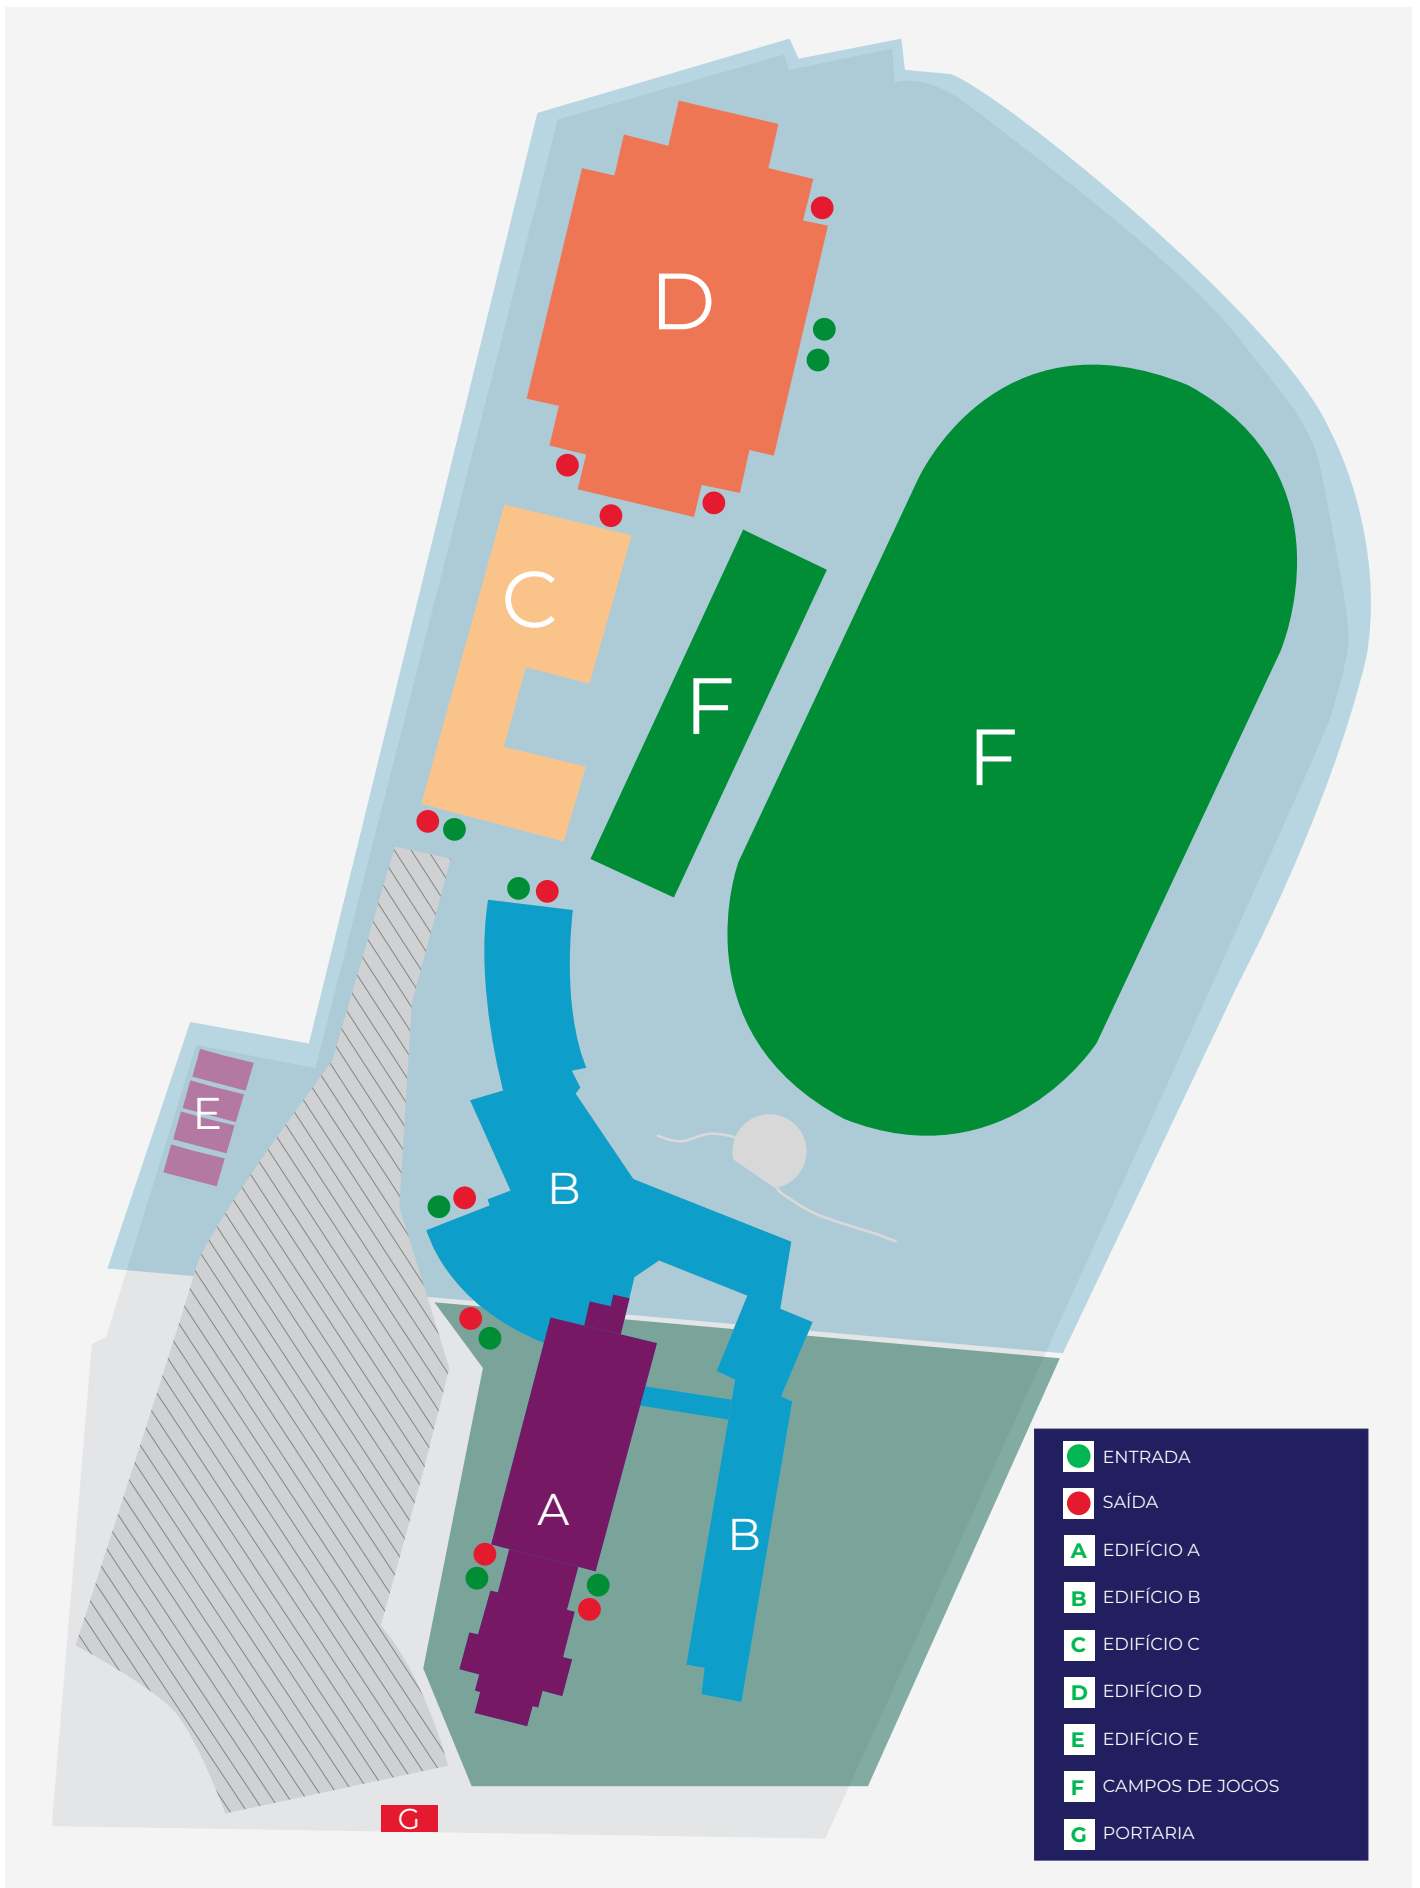 D
C
F
F
E
B
A
B
G
ENTRADA
SAÍDA
A EDIFÍCIO A
B EDIFÍCIO B
C EDIFÍCIO C
D EDIFÍCIO D
E EDIFÍCIO E
F CAMPOS DE JOGOS
G PORTARIA